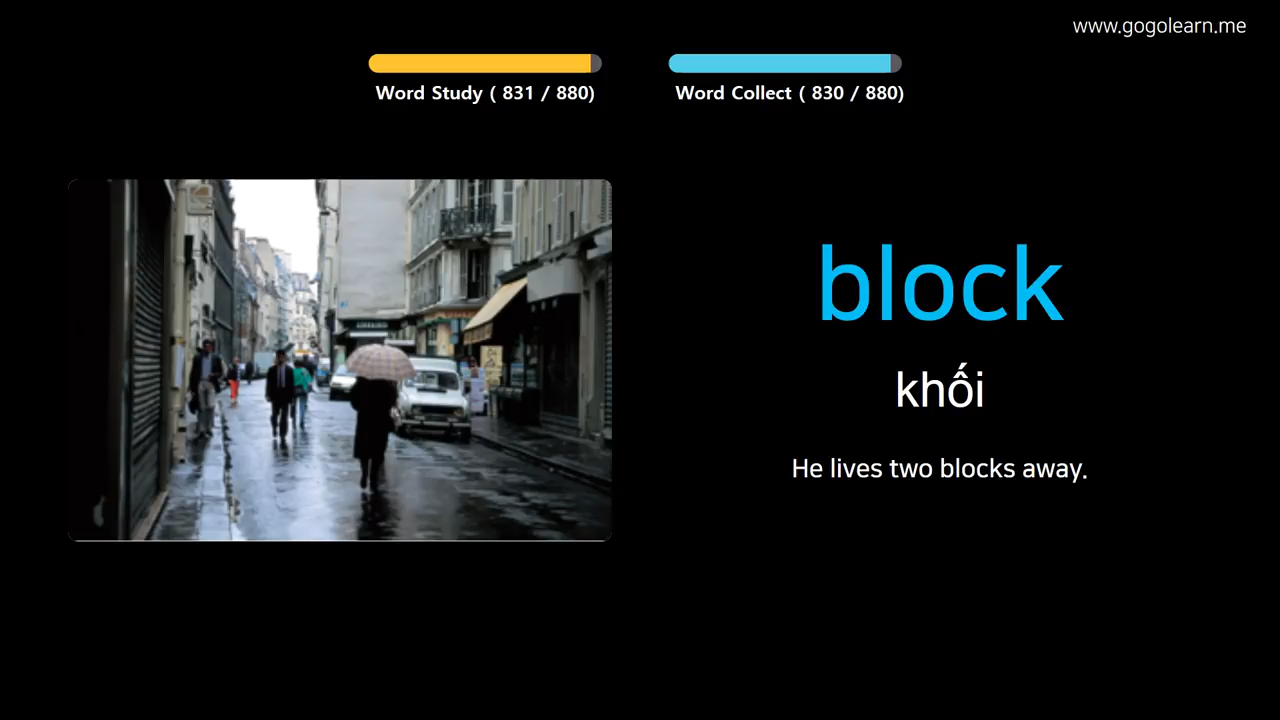 www.gogolearn.me
Word Study ( 831 / 880)
Word Collect ( 830 / 880)
block
khối
He lives two blocks away.